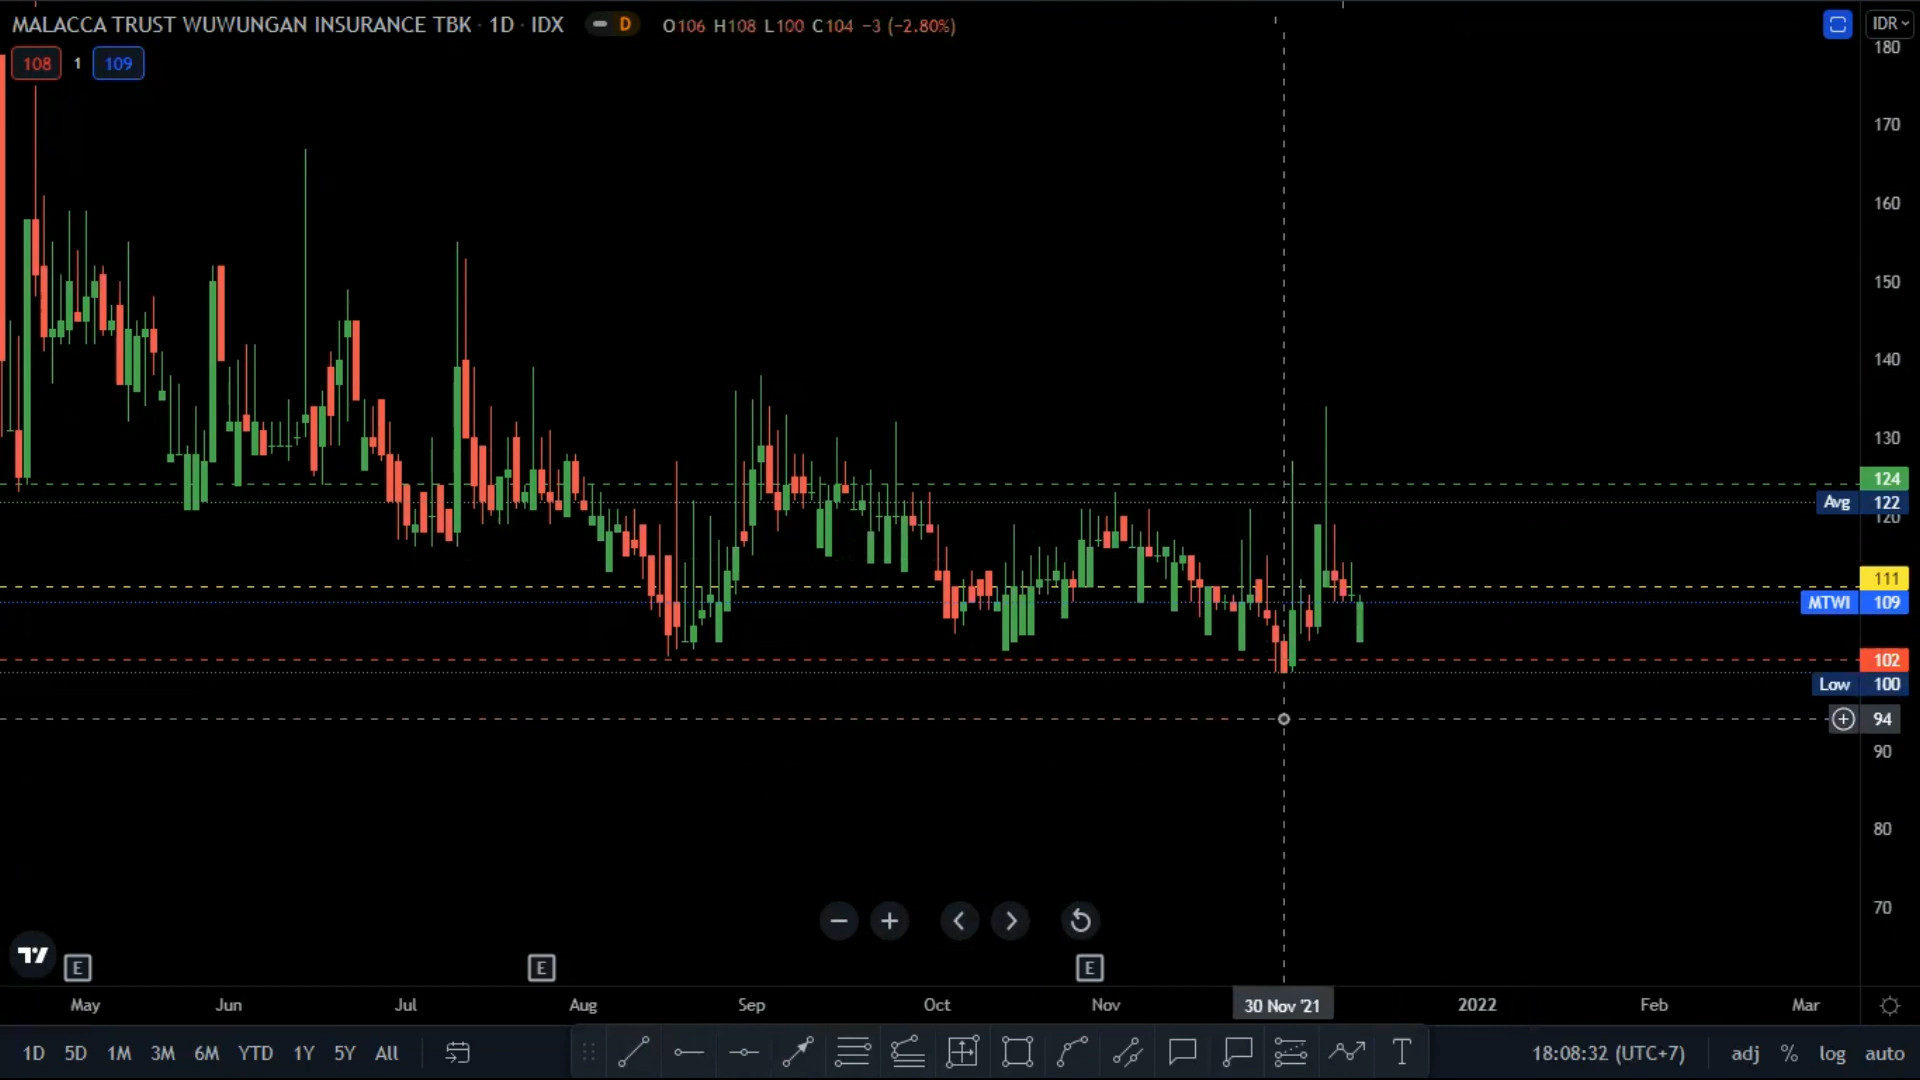 MALACCA TRUST WUWUNGAN INSURANCE TBK · 1D · IDX D O106 H108 L100 C104 −3 (−2.80%) IDR
108 1 109
180
170
160
150
140
130
124
Avg 122
120
111
MTWI 109
102
Low 100
94
90
80
70
E E E
May Jun Jul Aug Sep Oct Nov 30 Nov '21 2022 Feb Mar
1D 5D 1M 3M 6M YTD 1Y 5Y All T 18:08:32 (UTC+7) adj % log auto